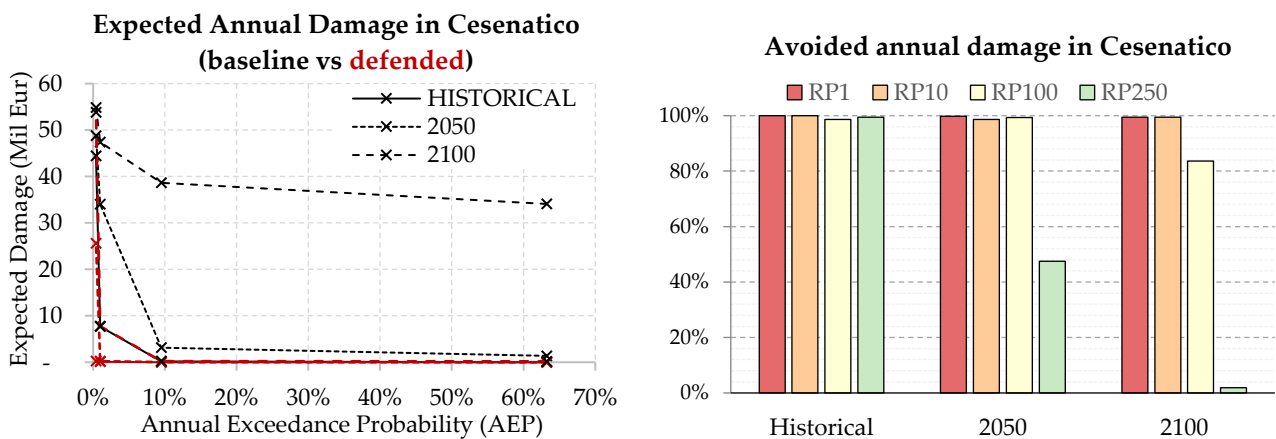 Expected Annual Damage in Cesenatico
(baseline vs defended)
Expected Damage (Mil Eur)
60
50
40
30
20
10
-
HISTORICAL
2050
2100
0% 10% 20% 30% 40% 50% 60% 70%
Annual Exceedance Probability (AEP)
Avoided annual damage in Cesenatico
RP1 RP10 RP100 RP250
100%
80%
60%
40%
20%
0%
Historical 2050 2100